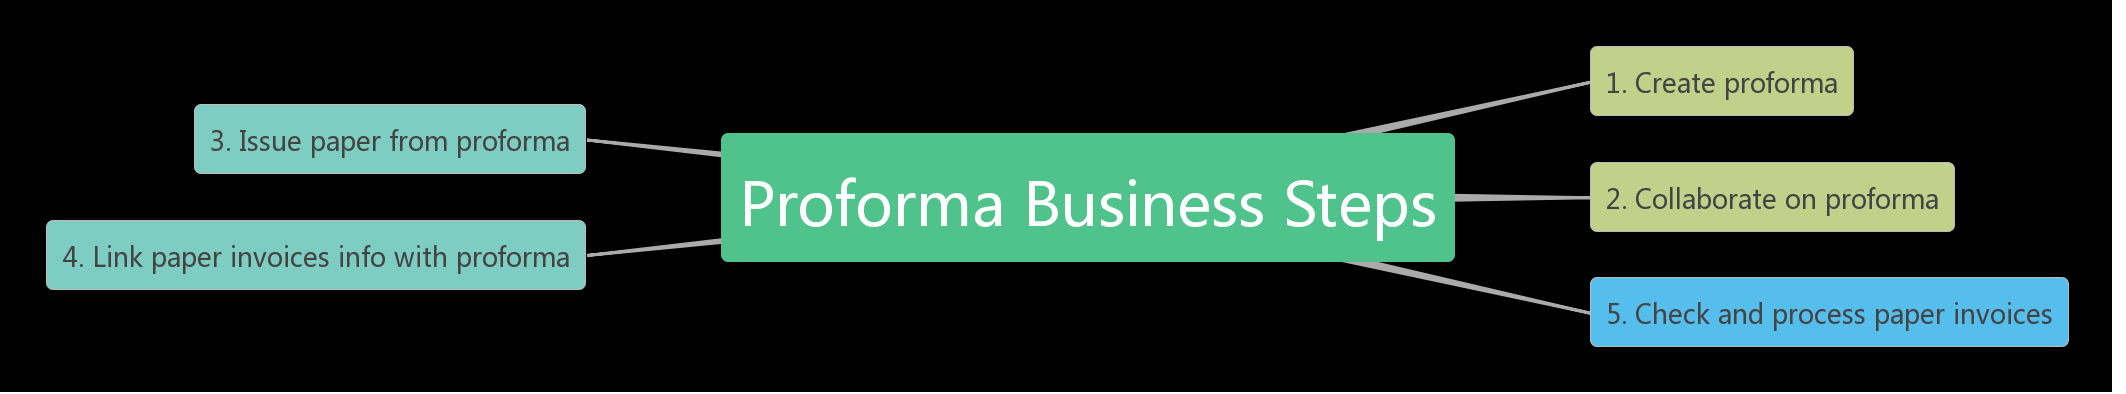 Proforma Business Steps
1. Create proforma
2. Collaborate on proforma
3. Issue paper from proforma
4. Link paper invoices info with proforma
5. Check and process paper invoices